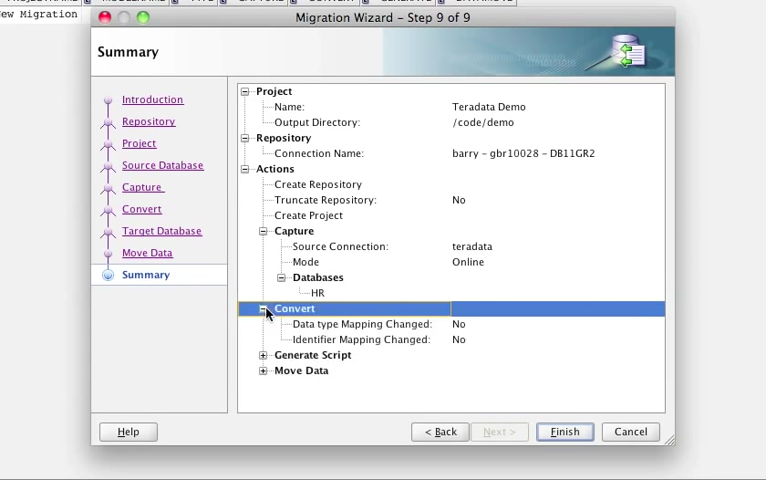 New Migration
Migration Wizard – Step 9 of 9
Summary
Introduction
Repository
Project
Source Database
Capture
Convert
Target Database
Move Data
Summary
Project
Name: Teradata Demo
Output Directory: /code/demo
Repository
Connection Name: barry – gbr10028 – DB11GR2
Actions
Create Repository
Truncate Repository: No
Create Project
Capture
Source Connection: teradata
Mode Online
Databases
HR
Convert
Data type Mapping Changed: No
Identifier Mapping Changed: No
Generate Script
Move Data
Help
< Back
Next >
Finish
Cancel